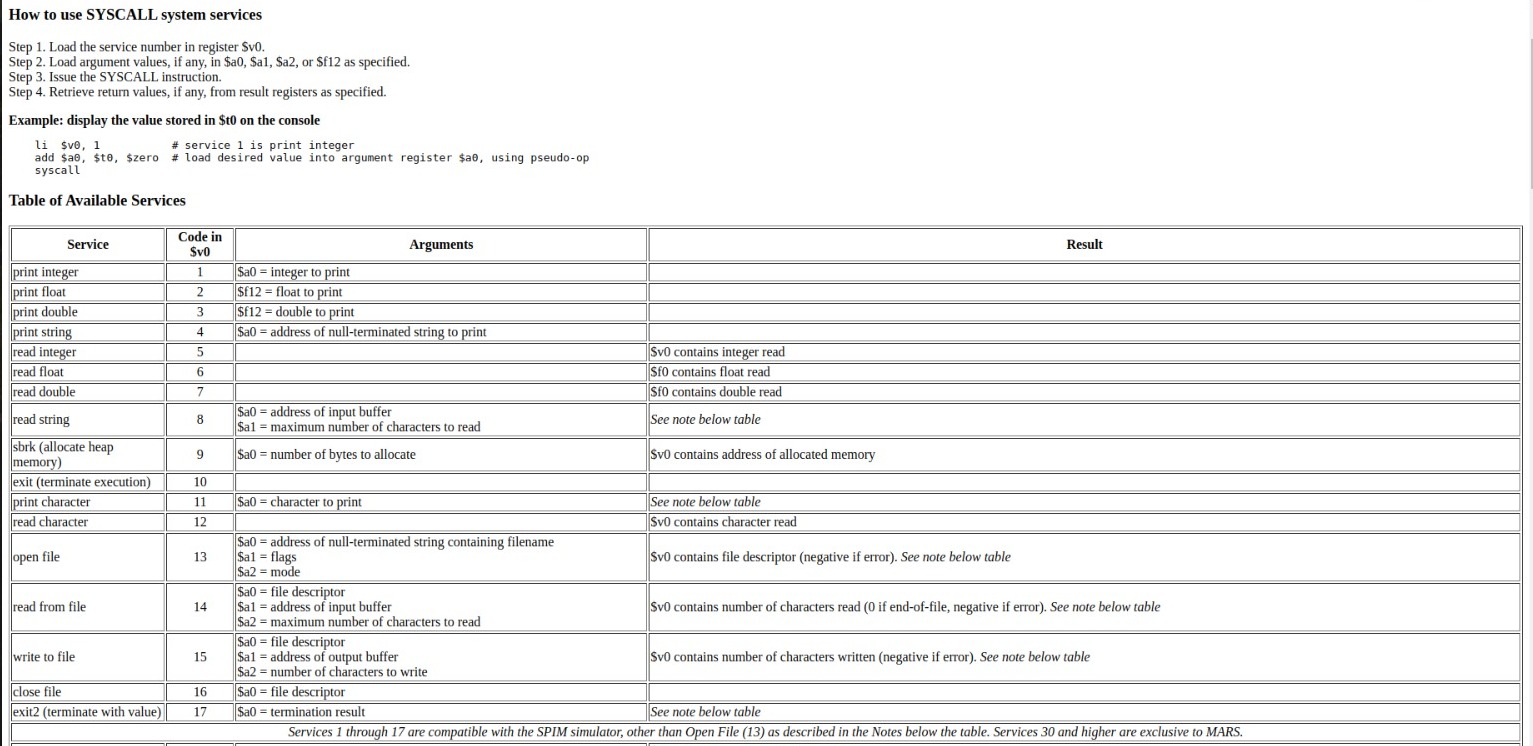 How to use SYSCALL system services
Step 1. Load the service number in register $v0.
Step 2. Load argument values, if any, in $a0, $a1, $a2, or $f12 as specified.
Step 3. Issue the SYSCALL instruction.
Step 4. Retrieve return values, if any, from result registers as specified.
Example: display the value stored in $t0 on the console
li $v0, 1 # service 1 is print integer
add $a0, $t0, $zero # load desired value into argument register $a0, using pseudo-op
syscall
Table of Available Services
Service Code in $v0 Arguments Result
print integer 1 $a0 = integer to print
print float 2 $f12 = float to print
print double 3 $f12 = double to print
print string 4 $a0 = address of null-terminated string to print
read integer 5 $v0 contains integer read
read float 6 $f0 contains float read
read double 7 $f0 contains double read
read string 8 $a0 = address of input buffer
$a1 = maximum number of characters to read
See note below table
sbrk (allocate heap
memory)
9 $a0 = number of bytes to allocate $v0 contains address of allocated memory
exit (terminate execution) 10
print character 11 $a0 = character to print See note below table
read character 12 $v0 contains character read
open file 13 $a0 = address of null-terminated string containing filename
$a1 = flags
$a2 = mode
$v0 contains file descriptor (negative if error). See note below table
read from file 14 $a0 = file descriptor
$a1 = address of input buffer
$a2 = maximum number of characters to read
$v0 contains number of characters read (0 if end-of-file, negative if error). See note below table
write to file 15 $a0 = file descriptor
$a1 = address of output buffer
$a2 = number of characters to write
$v0 contains number of characters written (negative if error). See note below table
close file 16 $a0 = file descriptor
exit2 (terminate with value) 17 $a0 = termination result See note below table
Services 1 through 17 are compatible with the SPIM simulator, other than Open File (13) as described in the Notes below the table. Services 30 and higher are exclusive to MARS.